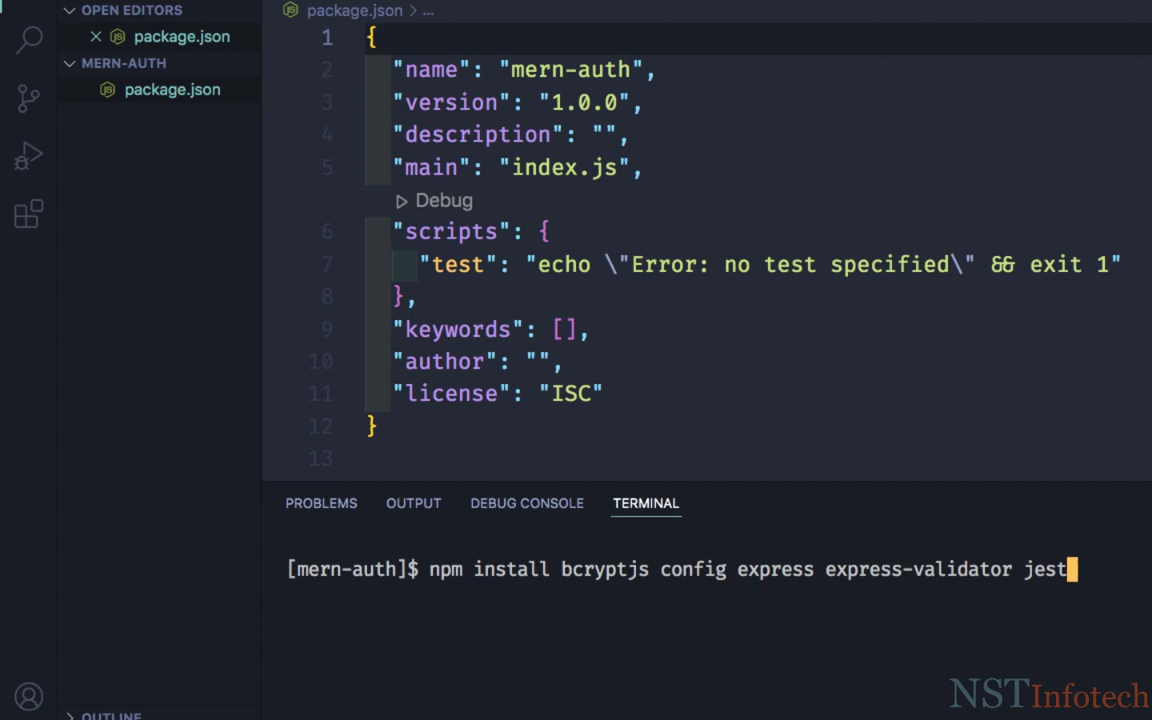 OPEN EDITORS
package.json
MERN-AUTH
package.json
OUTLINE
package.json > ...
1 {
2 "name": "mern-auth",
3 "version": "1.0.0",
4 "description": "",
5 "main": "index.js",
Debug
6 "scripts": {
7 "test": "echo \"Error: no test specified\" && exit 1"
8 },
9 "keywords": [],
10 "author": "",
11 "license": "ISC"
12 }
13
PROBLEMS OUTPUT DEBUG CONSOLE TERMINAL
[mern-auth]$ npm install bcryptjs config express express-validator jest
NSTInfotech